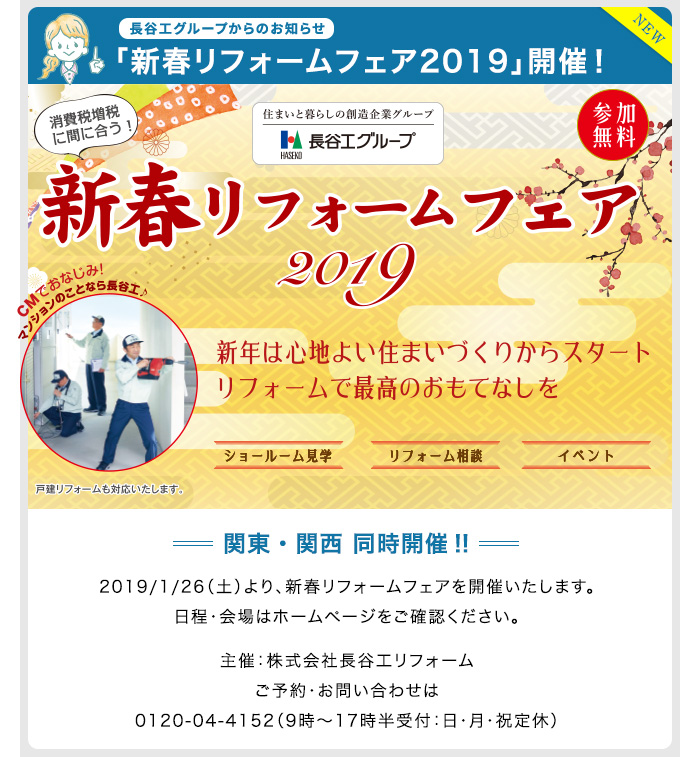 長谷工グループからのお知らせ
「新春リフォームフェア2019」開催！
NEW
消費税増税
に間に合う！
住まいと暮らしの創造企業グループ
HASEKO
長谷工グループ
参加
無料
新春リフォームフェア
2019
CMでおなじみ！
マンションのことなら長谷工♪
新年は心地よい住まいづくりからスタート
リフォームで最高のおもてなしを
ショールーム見学
リフォーム相談
イベント
戸建リフォームも対応いたします。
関東・関西 同時開催!!
2019/1/26（土）より、新春リフォームフェアを開催いたします。
日程・会場はホームページをご確認ください。
主催：株式会社長谷工リフォーム
ご予約・お問い合わせは
0120-04-4152（9時～17時半受付：日・月・祝定休）